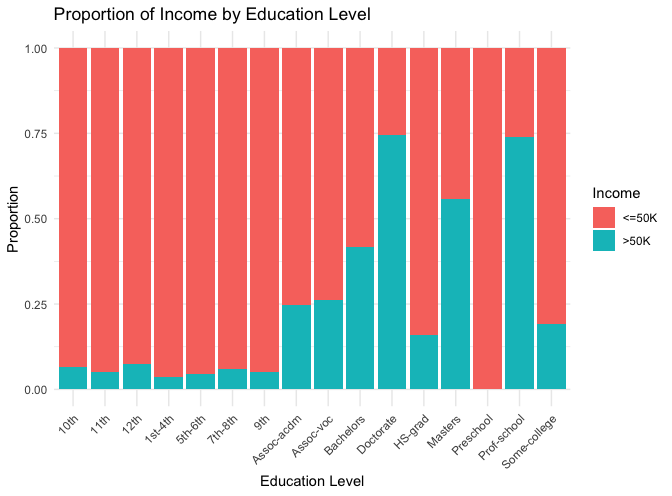 Proportion of Income by Education Level
1.00
0.75
0.50
0.25
0.00
Proportion
10th
11th
12th
1st-4th
5th-6th
7th-8th
9th
Assoc-acdm
Assoc-voc
Bachelors
Doctorate
HS-grad
Masters
Preschool
Prof-school
Some-college
Education Level
Income
<=50K
>50K